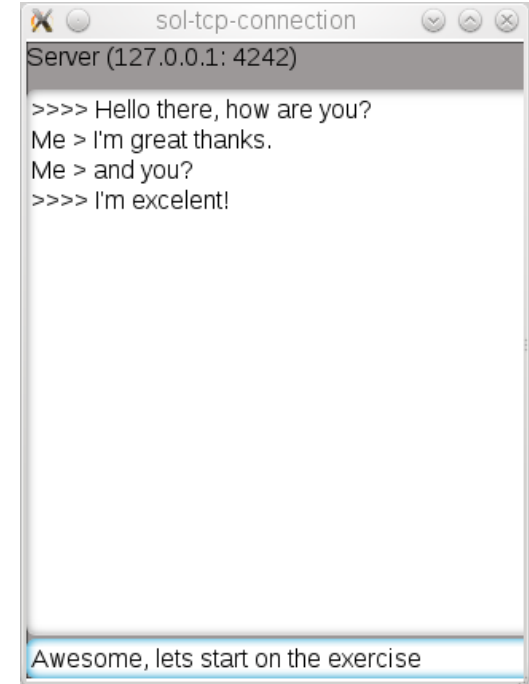 sol-tcp-connection
Server (127.0.0.1: 4242)
>>>> Hello there, how are you?
Me > I'm great thanks.
Me > and you?
>>>> I'm excelent!
Awesome, lets start on the exercise